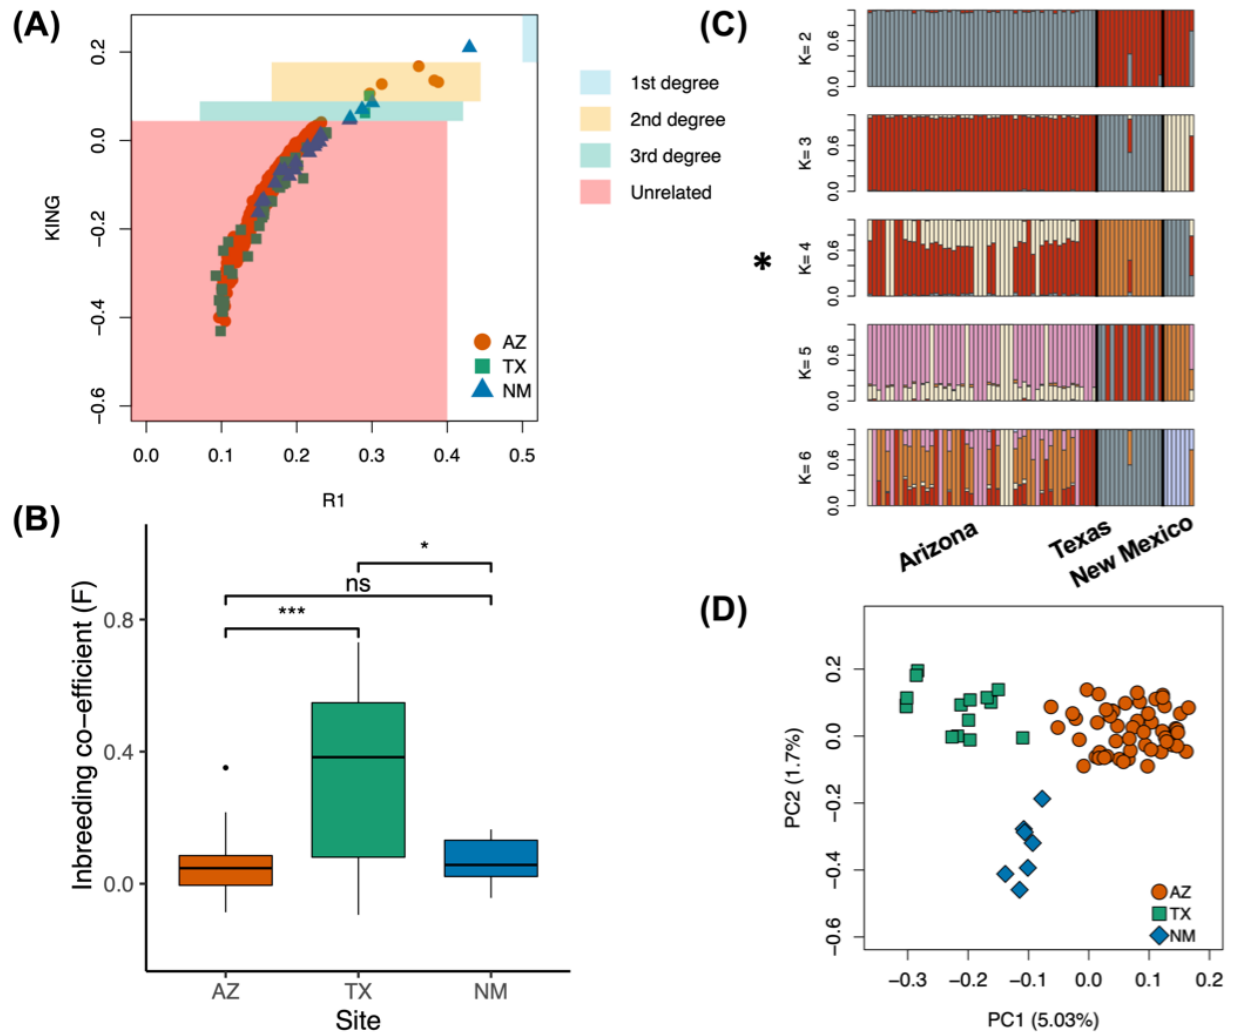 (A)
KING
0.2
0.0
−0.2
−0.4
−0.6
0.0 0.1 0.2 0.3 0.4 0.5
R1
AZ
TX
NM
1st degree
2nd degree
3rd degree
Unrelated
(B)
Inbreeding co−efficient (F)
0.8
0.4
0.0
*
ns
***
AZ TX NM
Site
(C)
K= 2
0.0 0.6
K= 3
0.0 0.6
*
K= 4
0.0 0.6
K= 5
0.0 0.6
K= 6
0.0 0.6
Arizona
Texas
New Mexico
(D)
PC2 (1.7%)
0.2
0.0
−0.2
−0.4
−0.6
AZ
TX
NM
−0.3 −0.2 −0.1 0.0 0.1 0.2
PC1 (5.03%)